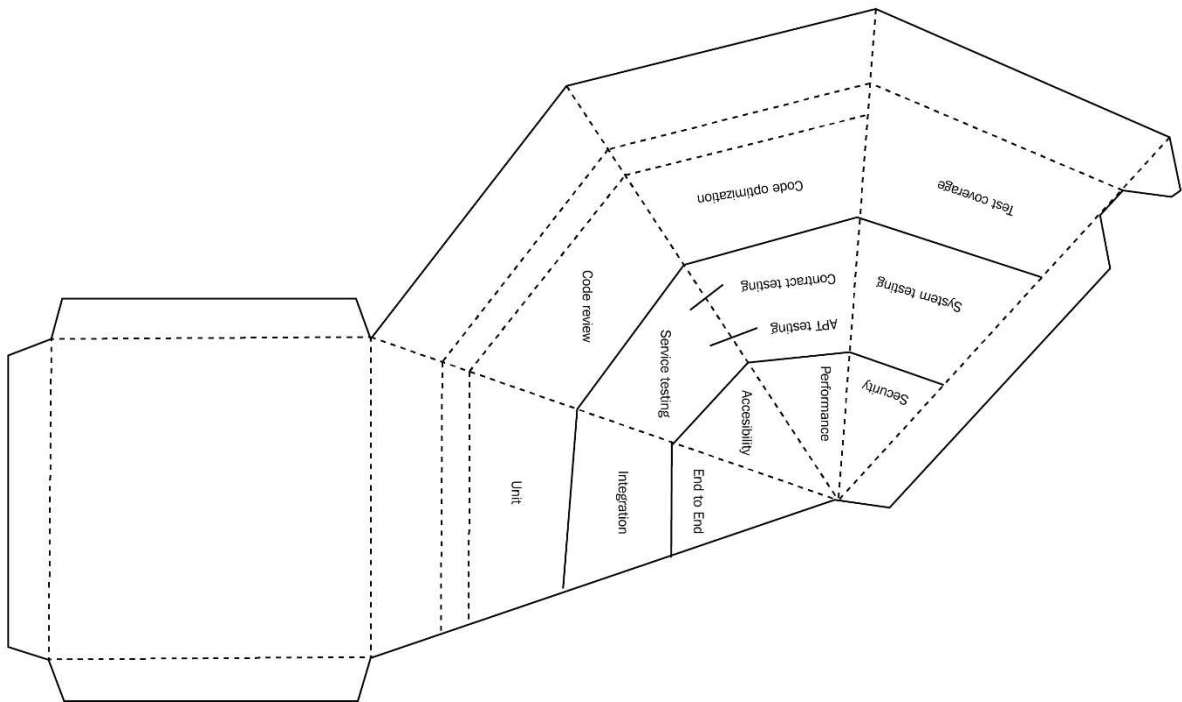 Code optimization
Test coverage
Code review
Contract testing
System testing
Service testing
APT testing
Performance
Security
Accesibility
Unit
Integration
End to End